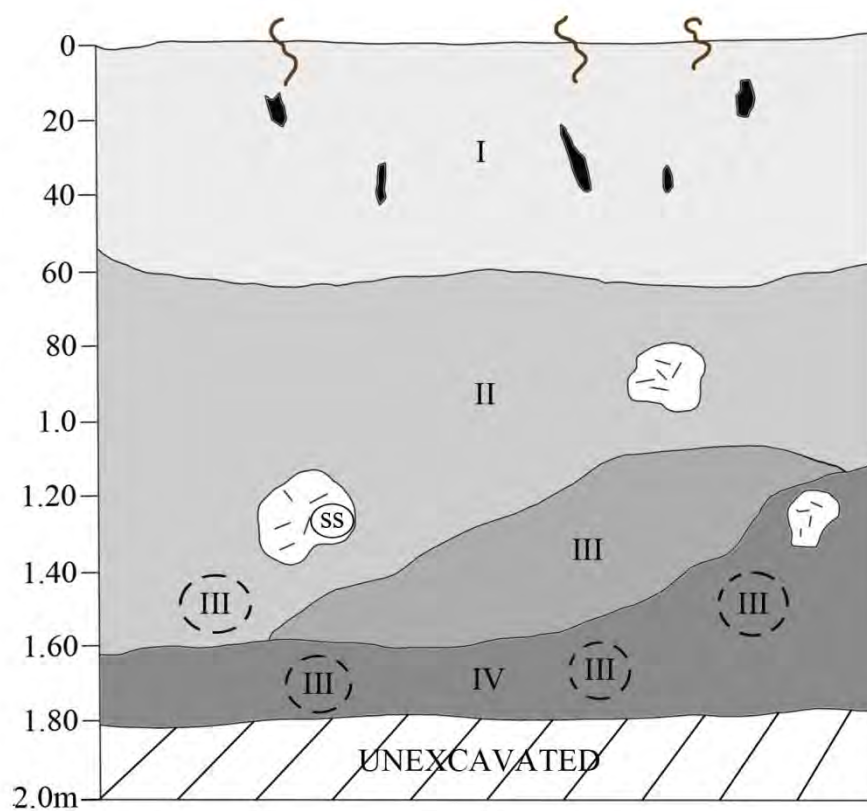 0
20
I
40
60
80
II
1.0
1.20
SS
III
1.40
III
III
1.60
III
IV
III
1.80
UNEXCAVATED
2.0m